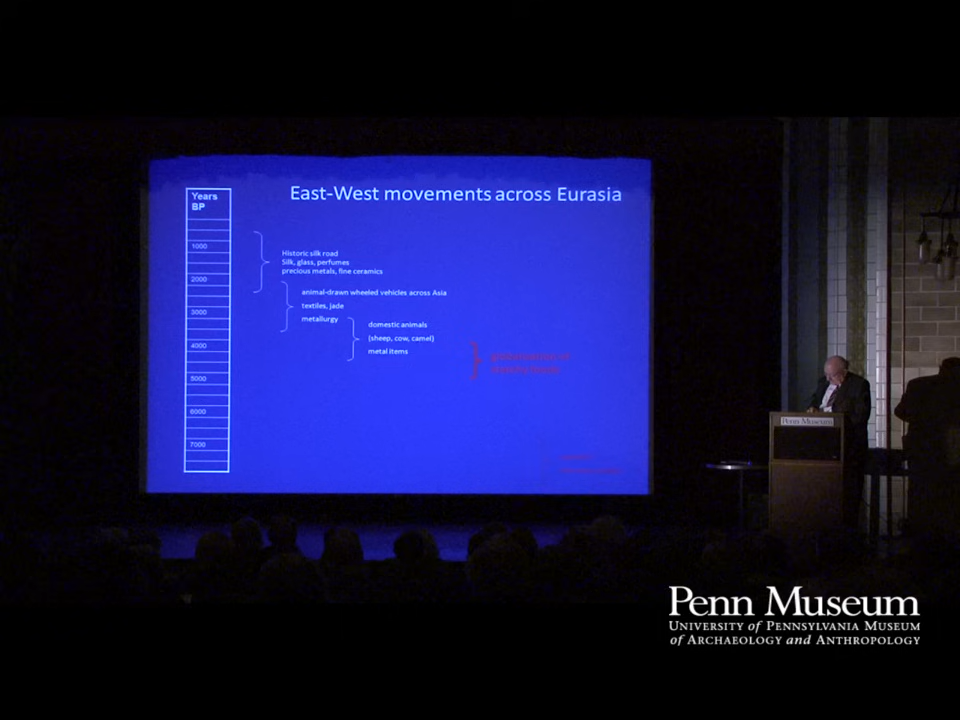 East-West movements across Eurasia
Years
BP
1000
2000
3000
4000
5000
6000
7000
Historic silk road
Silk, glass, perfumes
precious metals, fine ceramics
animal-drawn wheeled vehicles across Asia
textiles, jade
metallurgy
domestic animals
(sheep, cow, camel)
metal items
Penn Museum
Penn Museum
University of Pennsylvania Museum
of Archaeology and Anthropology